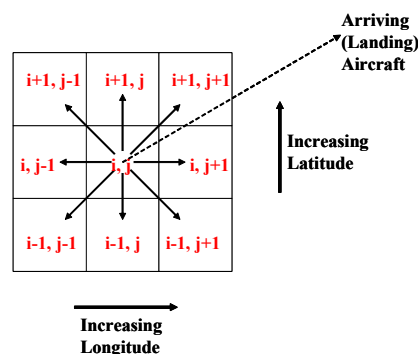 Arriving
(Landing)
Aircraft
i+1, j-1
i+1, j
i+1, j+1
Increasing
Latitude
i, j-1
i, j
i, j+1
i-1, j-1
i-1, j
i-1, j+1
Increasing
Longitude